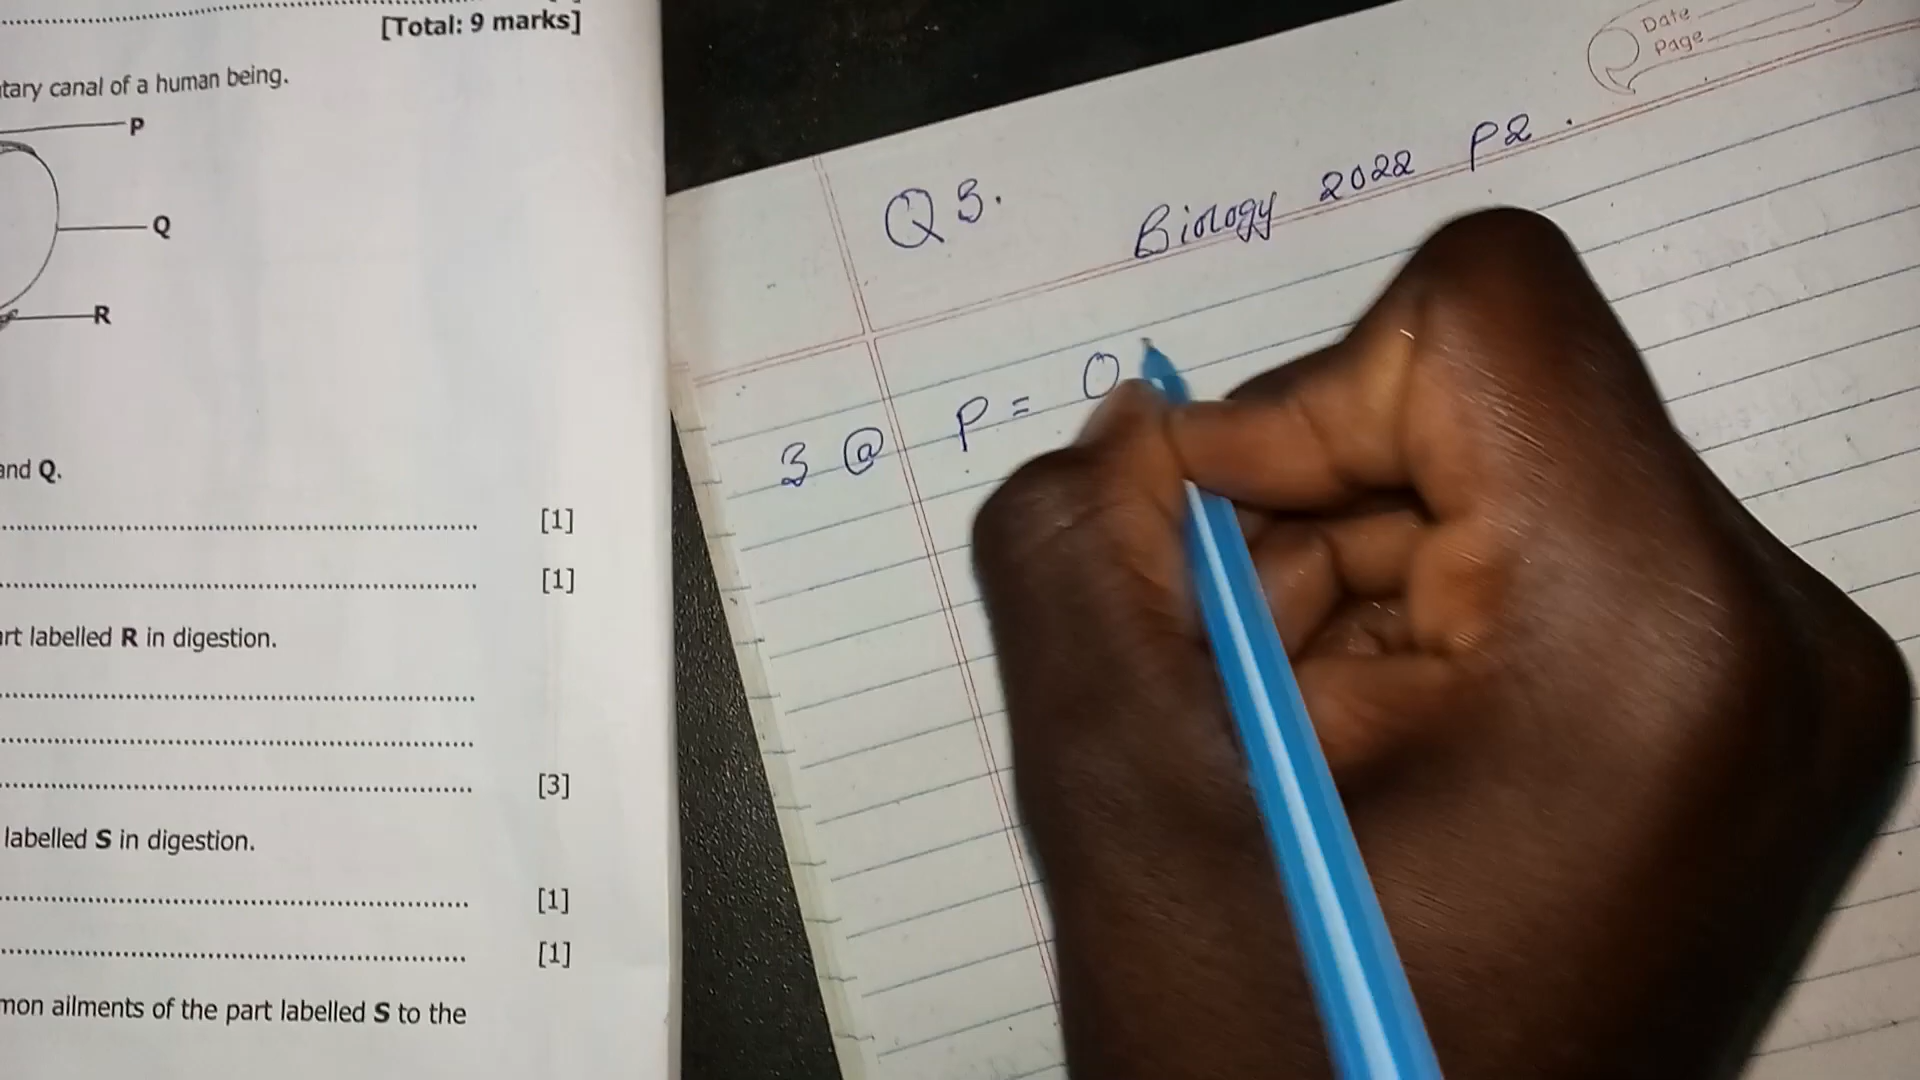 [Total: 9 marks]
tary canal of a human being.
P
Q
R
and Q.
[1]
[1]
rt labelled R in digestion.
[3]
labelled S in digestion.
[1]
[1]
mon ailments of the part labelled S to the
Date
Page
Q 3.
Biology 2022 P2.
3 @ P = O